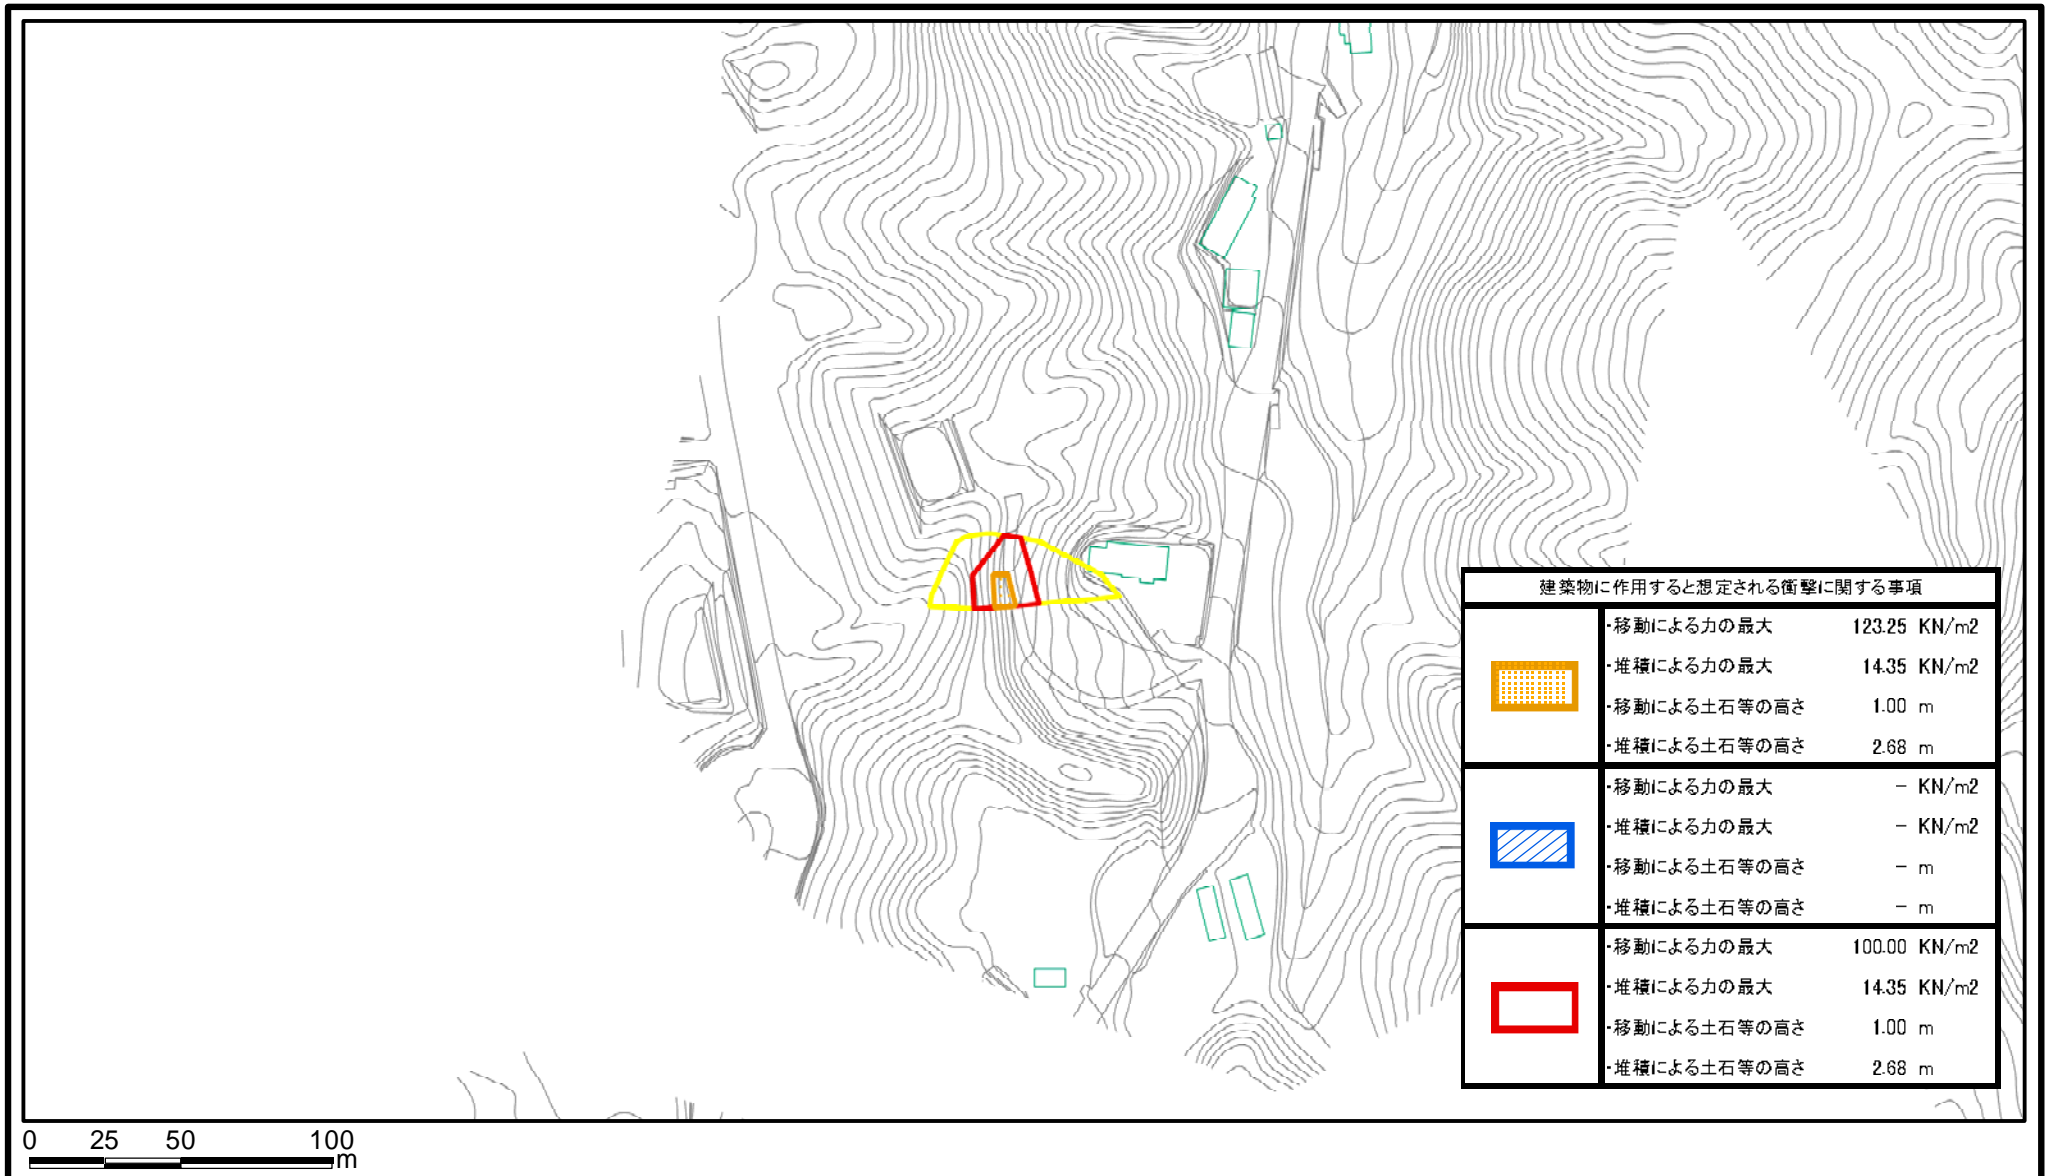 建築物に作用すると想定される衝撃に関する事項
・移動による力の最大 123.25 KN/m2
・堆積による力の最大 14.35 KN/m2
・移動による土石等の高さ 1.00 m
・堆積による土石等の高さ 2.68 m
・移動による力の最大 － KN/m2
・堆積による力の最大 － KN/m2
・移動による土石等の高さ － m
・堆積による土石等の高さ － m
・移動による力の最大 100.00 KN/m2
・堆積による力の最大 14.35 KN/m2
・移動による土石等の高さ 1.00 m
・堆積による土石等の高さ 2.68 m
0 25 50 100
m